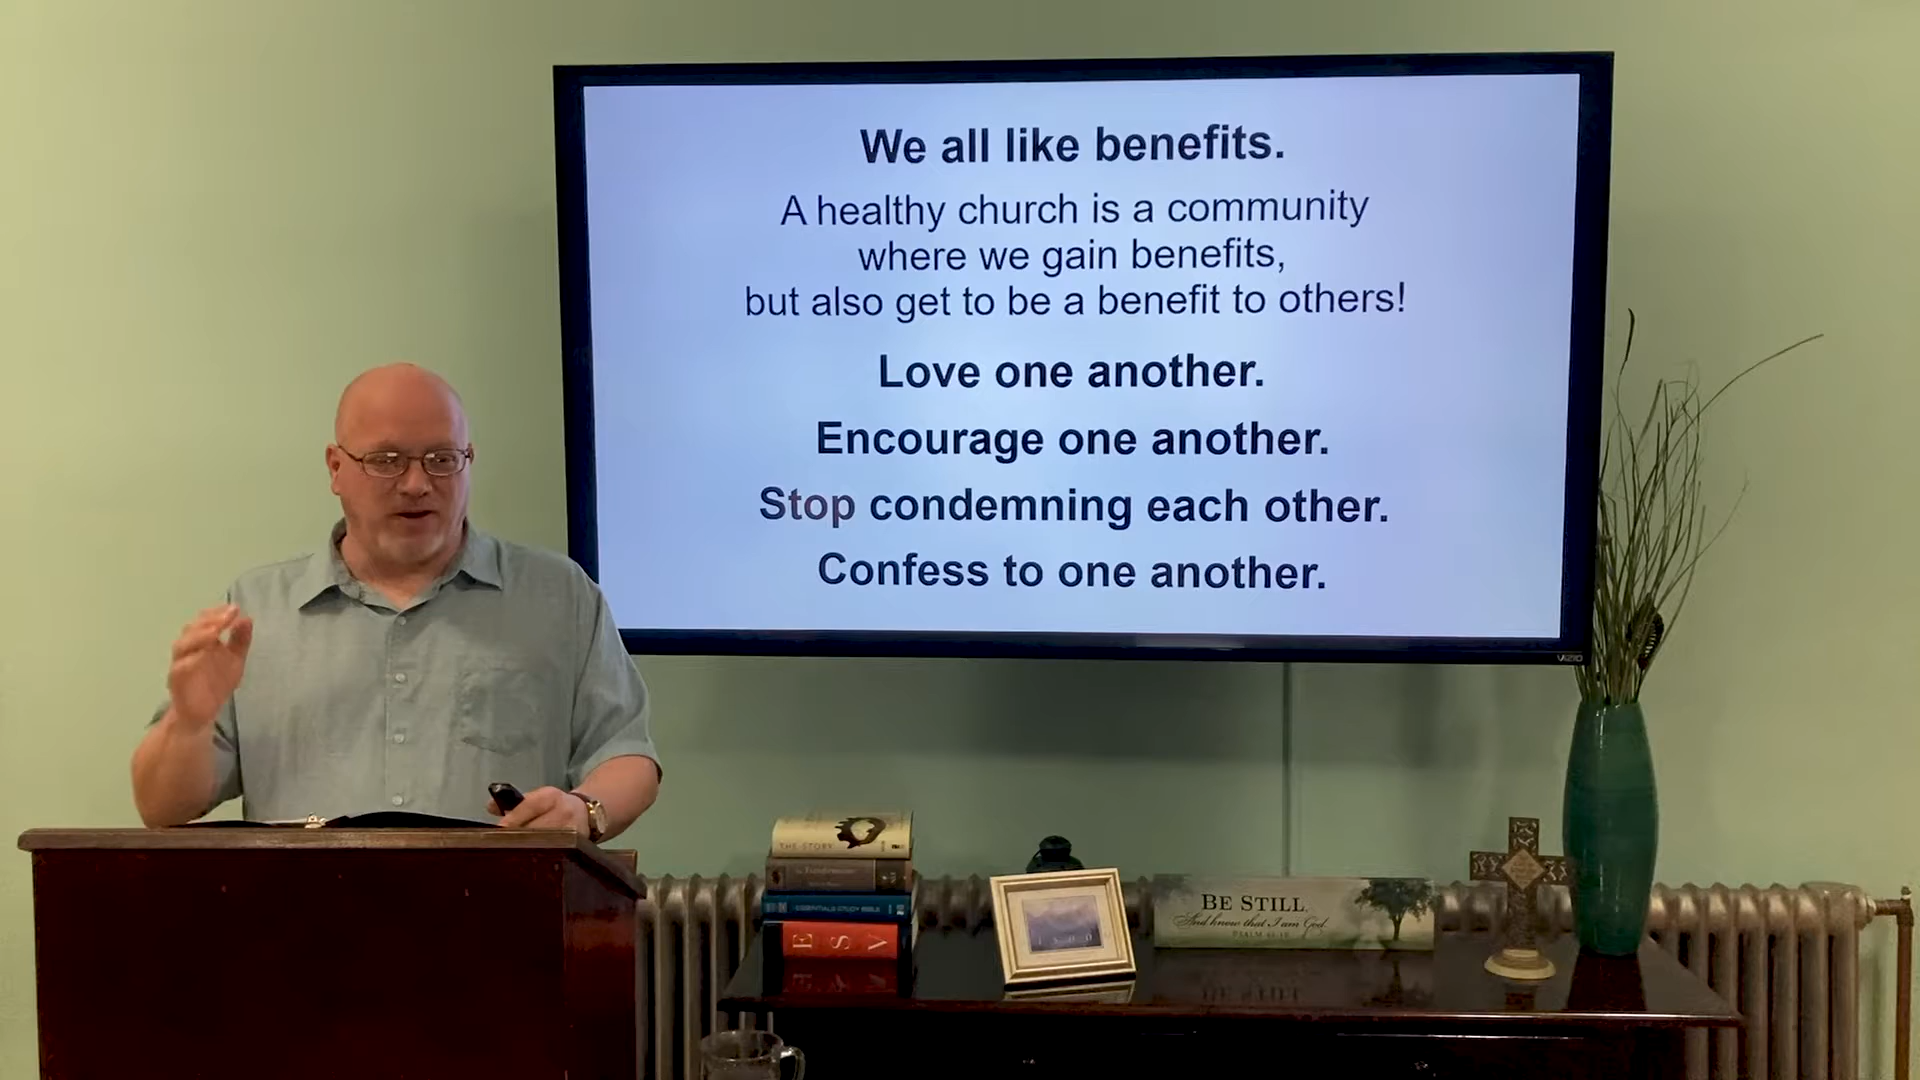 We all like benefits.
A healthy church is a community
where we gain benefits,
but also get to be a benefit to others!
Love one another.
Encourage one another.
Stop condemning each other.
Confess to one another.
VIZIO
THE STORY
ESSENTIALS STUDY BIBLE
ESV
BE STILL
And know that I am God.